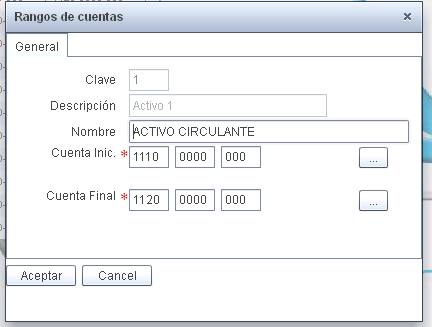 Rangos de cuentas ×
General
Clave 1
Descripción Activo 1
Nombre ACTIVO CIRCULANTE
Cuenta Inic. * 1110 0000 000 ...
Cuenta Final * 1120 0000 000 ...
Aceptar Cancel